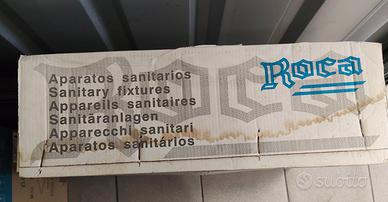 Roca
Aparatos sanitarios
Sanitary fixtures
Appareils sanitaires
Sanitäranlagen
Apparecchi sanitari
Aparatos sanitários
subito